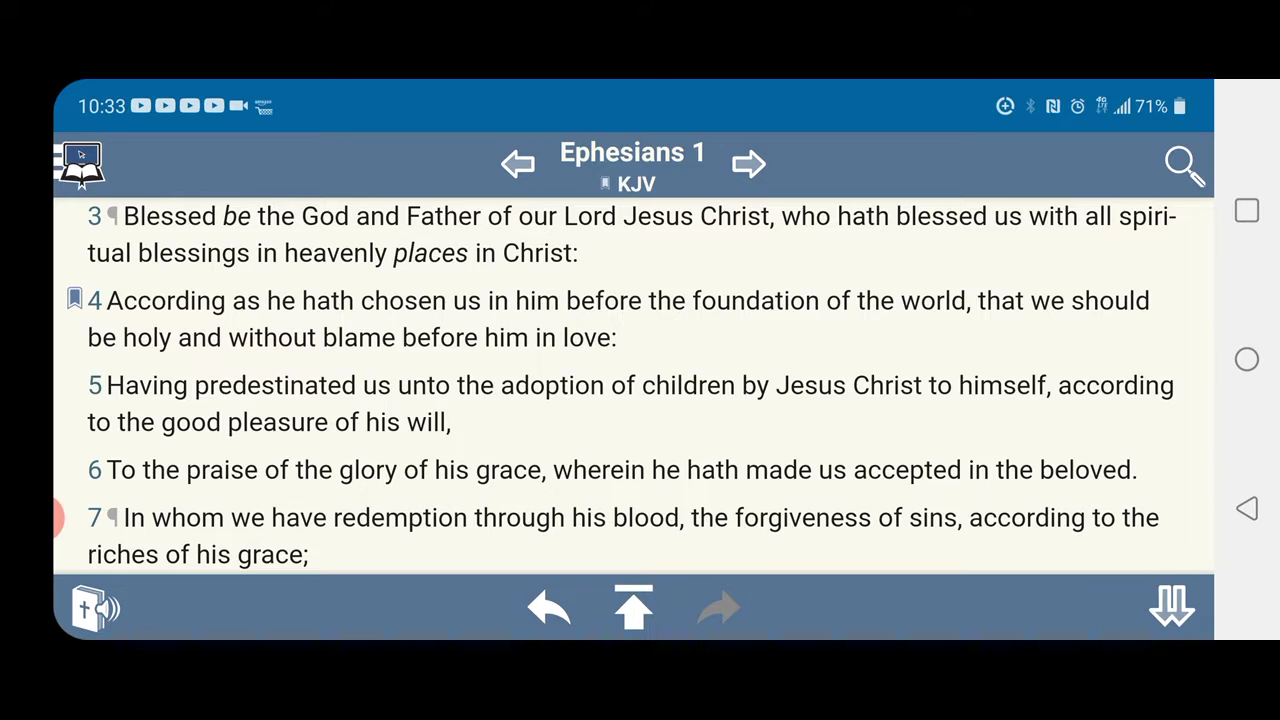 10:33 71%
Ephesians 1
KJV
3 ¶ Blessed be the God and Father of our Lord Jesus Christ, who hath blessed us with all spiri-
tual blessings in heavenly places in Christ:
4 According as he hath chosen us in him before the foundation of the world, that we should
be holy and without blame before him in love:
5 Having predestinated us unto the adoption of children by Jesus Christ to himself, according
to the good pleasure of his will,
6 To the praise of the glory of his grace, wherein he hath made us accepted in the beloved.
7 ¶ In whom we have redemption through his blood, the forgiveness of sins, according to the
riches of his grace;